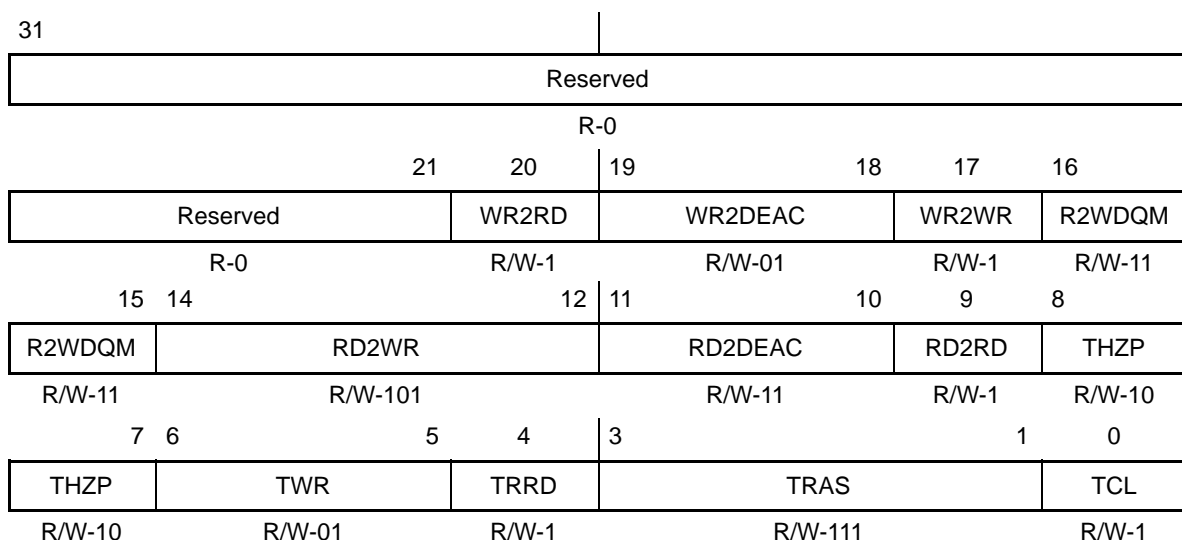 31
Reserved
R-0
21 20 19 18 17 16
Reserved WR2RD WR2DEAC WR2WR R2WDQM
R-0 R/W-1 R/W-01 R/W-1 R/W-11
15 14 12 11 10 9 8
R2WDQM RD2WR RD2DEAC RD2RD THZP
R/W-11 R/W-101 R/W-11 R/W-1 R/W-10
7 6 5 4 3 1 0
THZP TWR TRRD TRAS TCL
R/W-10 R/W-01 R/W-1 R/W-111 R/W-1